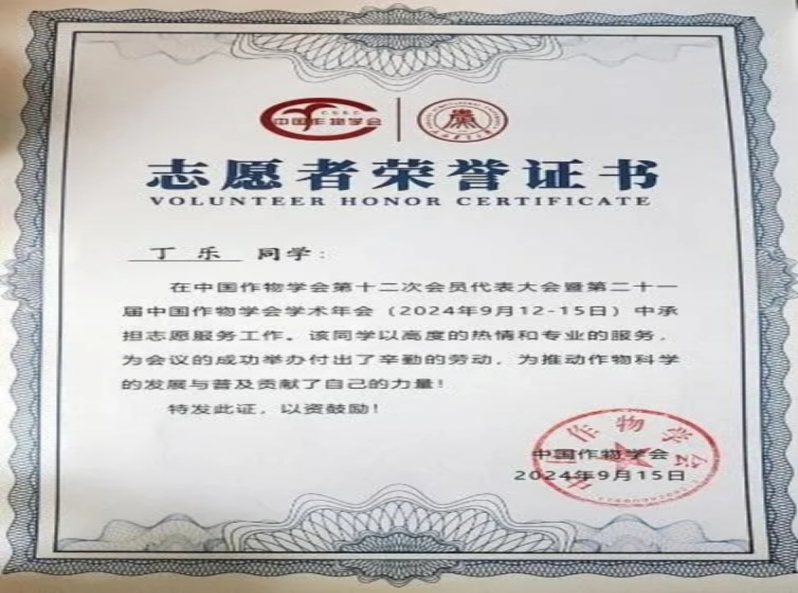 C.S.S.C
中国作物学会
志愿者荣誉证书
VOLUNTEER HONOR CERTIFICATE
丁乐 同学:
在中国作物学会第十二次会员代表大会暨第二十一
届中国作物学会学术年会(2024年9月12-15日)中承
担志愿服务工作。该同学以高度的热情和专业的服务,
为会议的成功举办付出了辛勤的劳动,为推动作物科学
的发展与普及贡献了自己的力量!
特发此证,以资鼓励!
中国作物学会
2024年9月15日